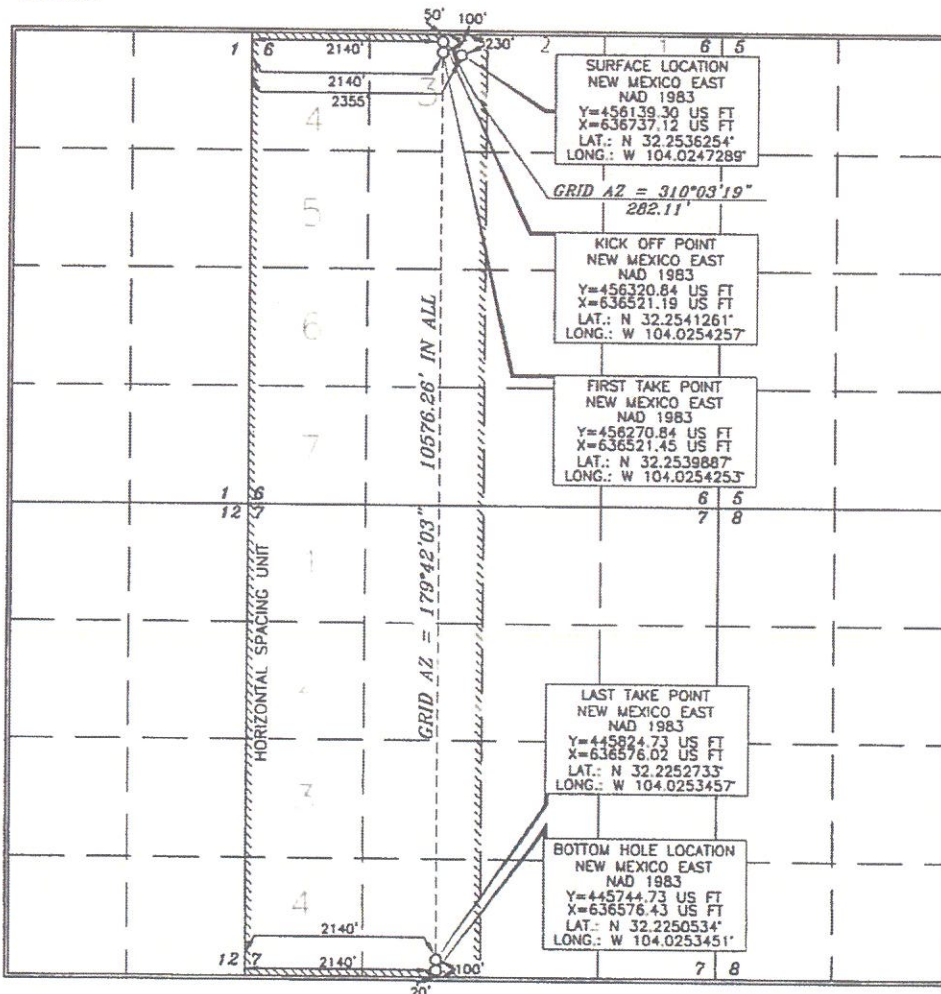 50' 100'
1 6 2140' 230' 2 1 6 5
2140'
2355' 3
4
SURFACE LOCATION
NEW MEXICO EAST
NAD 1983
Y=456139.30 US FT
X=636737.12 US FT
LAT.: N 32.2536254°
LONG.: W 104.0247289°
GRID AZ = 310°03'19"
282.11'
5
KICK OFF POINT
NEW MEXICO EAST
NAD 1983
Y=456320.84 US FT
X=636521.19 US FT
LAT.: N 32.2541261°
LONG.: W 104.0254257°
6
10576.26' IN ALL
FIRST TAKE POINT
NEW MEXICO EAST
NAD 1983
Y=456270.84 US FT
X=636521.45 US FT
LAT.: N 32.2539887°
LONG.: W 104.0254253°
7
1 6 6 5
12 7 7 8
1
HORIZONTAL SPACING UNIT
GRID AZ = 179°42'03"
LAST TAKE POINT
NEW MEXICO EAST
NAD 1983
Y=445824.73 US FT
X=636576.02 US FT
LAT.: N 32.2252733°
LONG.: W 104.0253457°
3
BOTTOM HOLE LOCATION
NEW MEXICO EAST
NAD 1983
Y=445744.73 US FT
X=636576.43 US FT
LAT.: N 32.2250534°
LONG.: W 104.0253451°
4
2140'
12 7 2140' 100' 7 8
20'